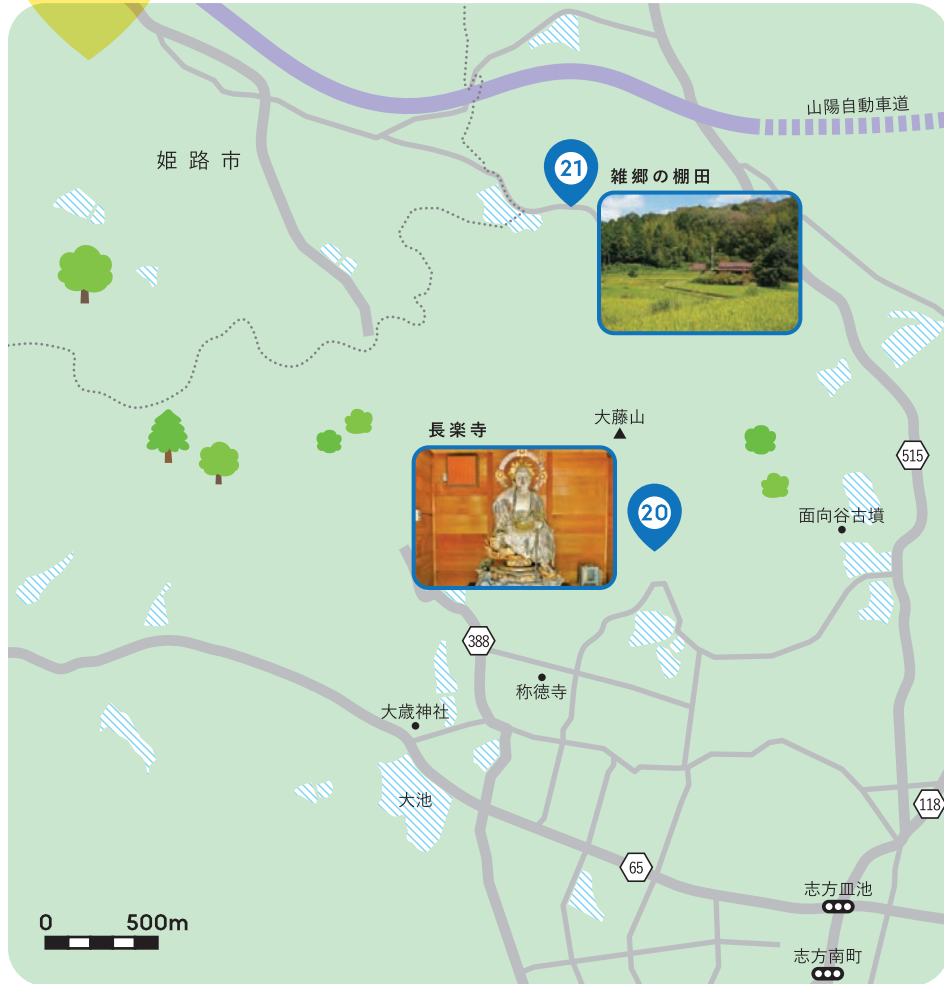 山陽自動車道
姫路市
21
雑郷の棚田
大藤山
長楽寺
515
20
面向谷古墳
388
称徳寺
大歳神社
大池
118
65
志方皿池
0 500m
志方南町